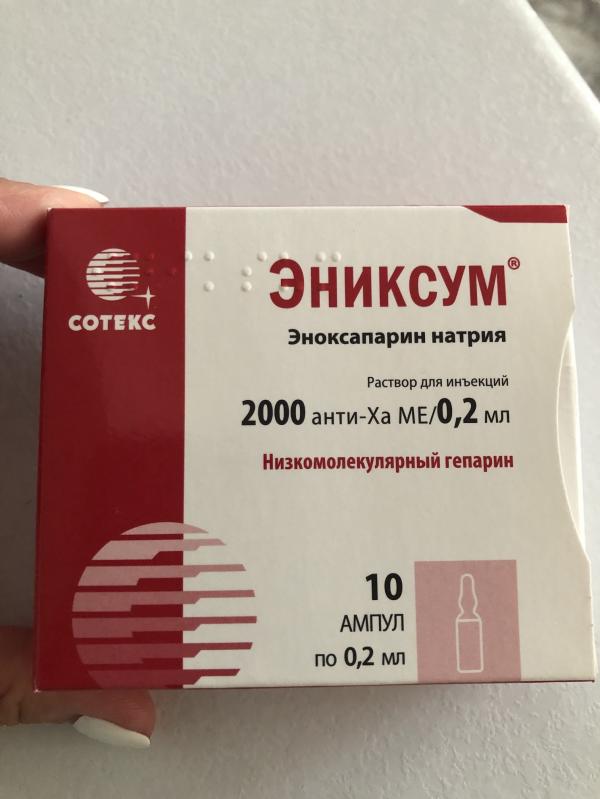 СОТЕКС
ЭНИКСУМ®
Эноксапарин натрия
Раствор для инъекций
2000 анти-Ха МЕ/0,2 мл
Низкомолекулярный гепарин
10
АМПУЛ
по 0,2 мл